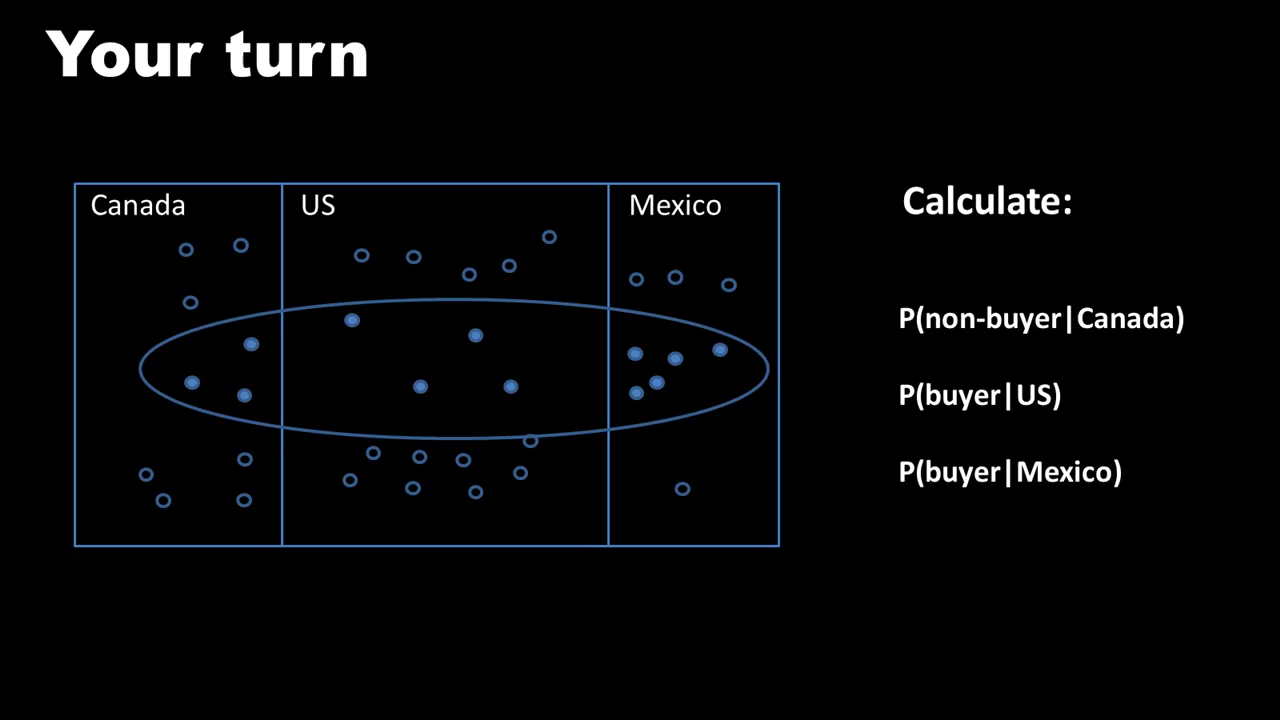 Your turn
Canada
US
Mexico
Calculate:
P(non-buyer|Canada)
P(buyer|US)
P(buyer|Mexico)